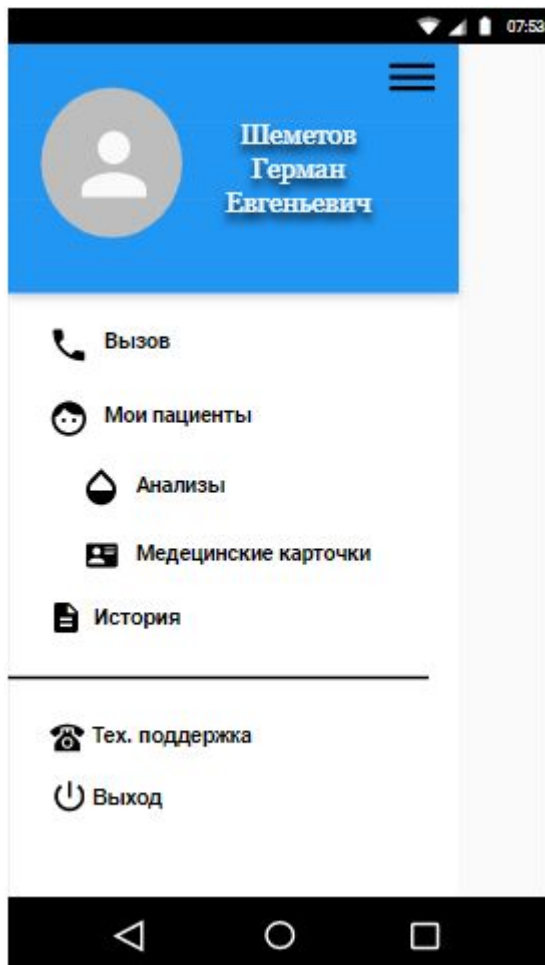 07:53
Шеметов
Герман
Евгеньевич
Вызов
Мои пациенты
Анализы
Медецинские карточки
История
Тех. поддержка
Выход